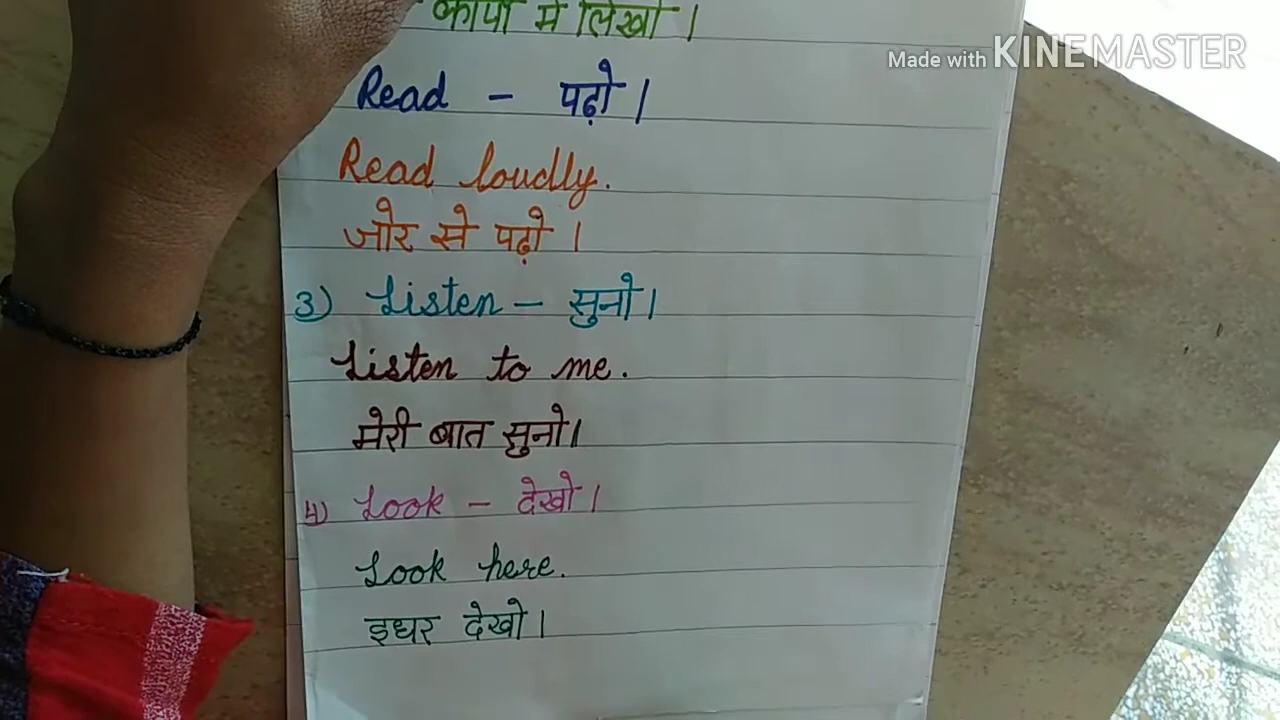 कापी में लिखो।
Made with KINEMASTER
Read - पढ़ो।
Read loudly.
जोर से पढ़ो।
3) Listen - सुनो।
Listen to me.
मेरी बात सुनो।
4) Look - देखो।
Look here.
इधर देखो।